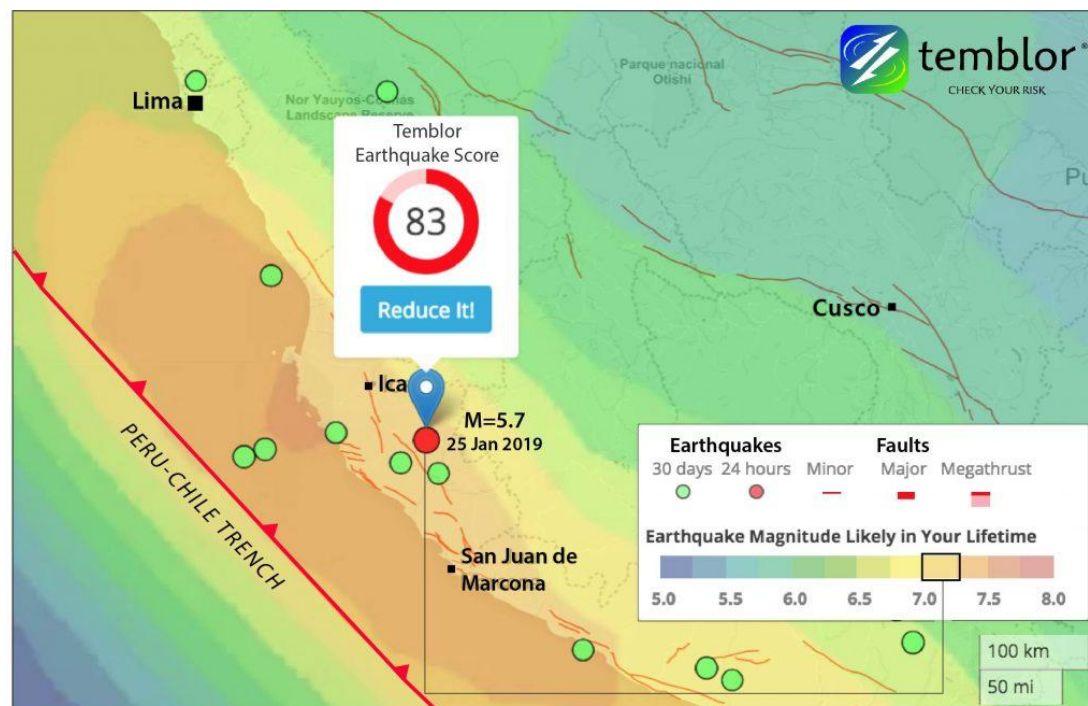 temblor®
CHECK YOUR RISK
Parque nacional
Otishi
Lima
Nor Yauyos-Cochas
Landscape Reserve
Temblor
Earthquake Score
83
Reduce It!
Cusco
Ica
M=5.7
25 Jan 2019
PERU-CHILE TRENCH
San Juan de
Marcona
Earthquakes Faults
30 days 24 hours Minor Major Megathrust
Earthquake Magnitude Likely in Your Lifetime
5.0 5.5 6.0 6.5 7.0 7.5 8.0
100 km
50 mi